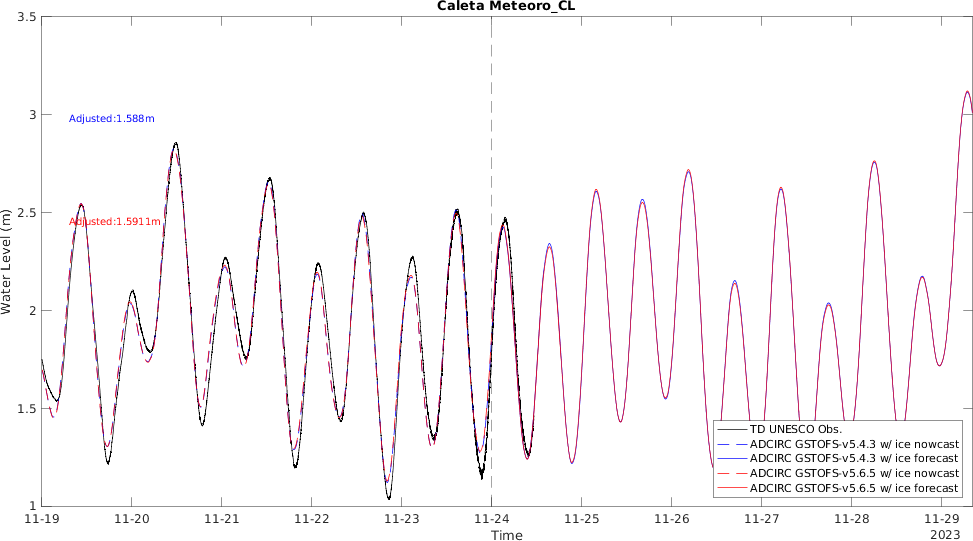 Caleta Meteoro_CL
3.5
3
2.5
2
1.5
1
Water Level (m)
Adjusted:1.588m
Adjusted:1.5911m
TD UNESCO Obs.
ADCIRC GSTOFS-v5.4.3 w/ ice nowcast
ADCIRC GSTOFS-v5.4.3 w/ ice forecast
ADCIRC GSTOFS-v5.6.5 w/ ice nowcast
ADCIRC GSTOFS-v5.6.5 w/ ice forecast
11-19 11-20 11-21 11-22 11-23 11-24 11-25 11-26 11-27 11-28 11-29
Time 2023